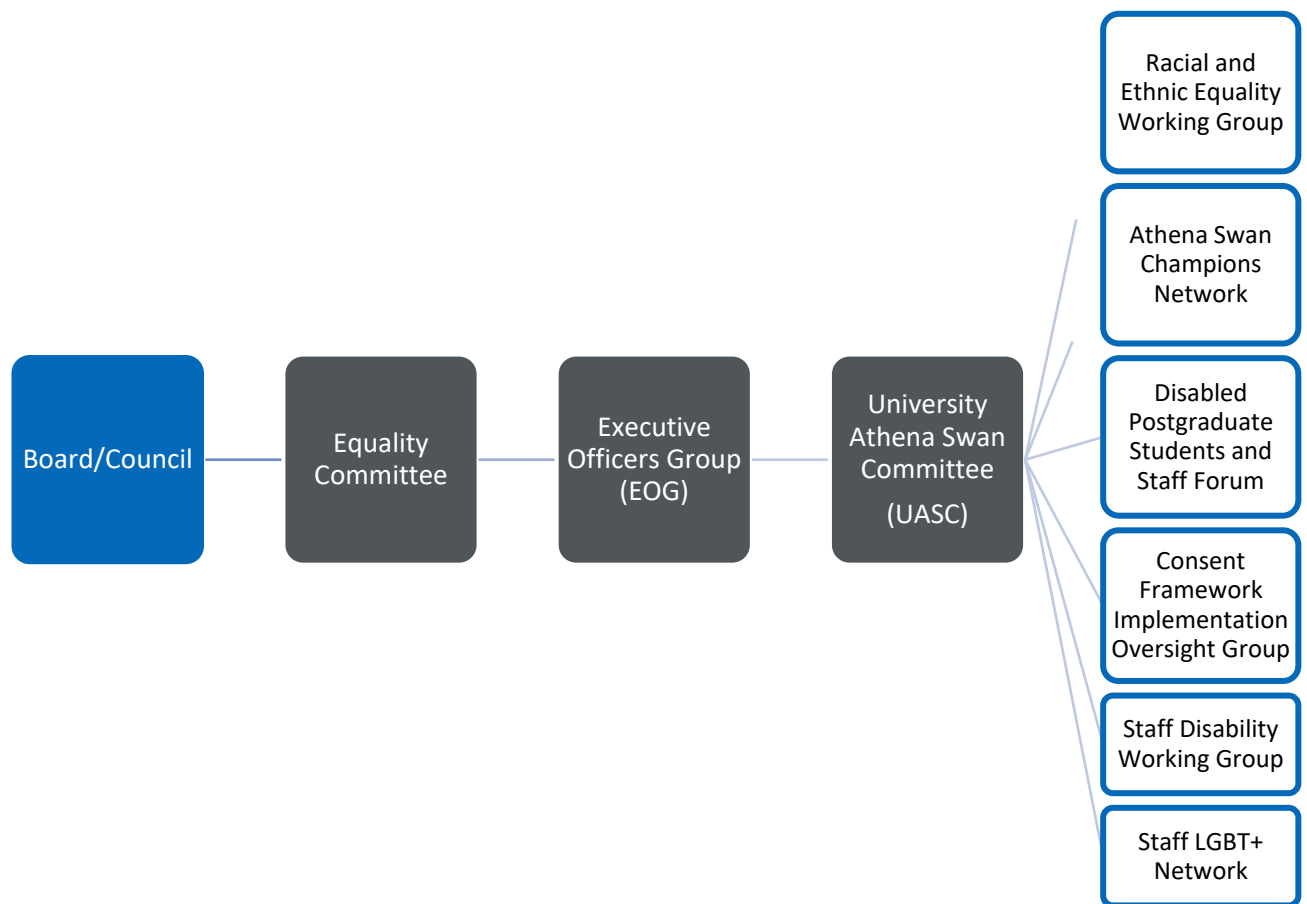 Board/Council
Equality
Committee
Executive
Officers Group
(EOG)
University
Athena Swan
Committee
(UASC)
Racial and
Ethnic Equality
Working Group
Athena Swan
Champions
Network
Disabled
Postgraduate
Students and
Staff Forum
Consent
Framework
Implementation
Oversight Group
Staff Disability
Working Group
Staff LGBT+
Network